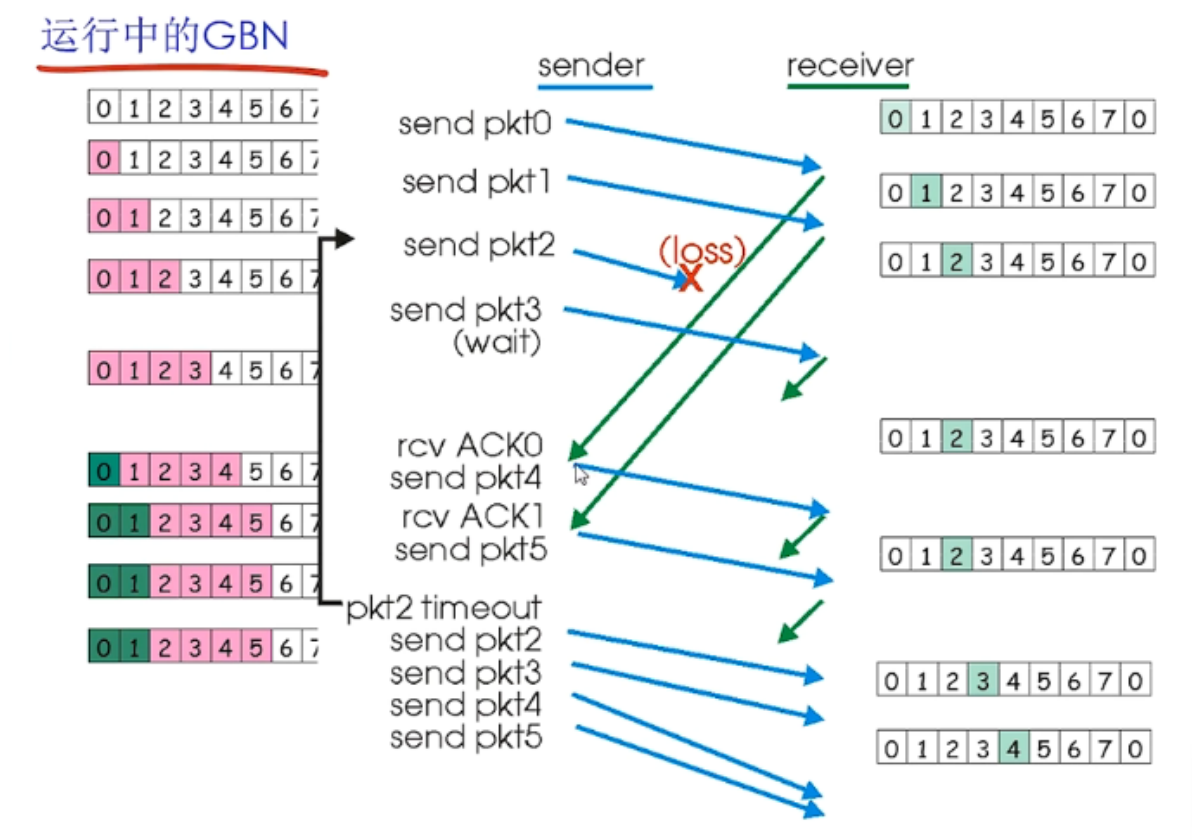 运行中的GBN
sender
receiver
0 1 2 3 4 5 6 7
send pkt0
0 1 2 3 4 5 6 7 0
0 1 2 3 4 5 6 7
send pkt1
0 1 2 3 4 5 6 7 0
0 1 2 3 4 5 6 7
send pkt2
(loss)
X
0 1 2 3 4 5 6 7 0
0 1 2 3 4 5 6 7
send pkt3
(wait)
0 1 2 3 4 5 6 7
rcv ACK0
0 1 2 3 4 5 6 7 0
0 1 2 3 4 5 6 7
send pkt4
rcv ACK1
0 1 2 3 4 5 6 7
send pkt5
0 1 2 3 4 5 6 7 0
0 1 2 3 4 5 6 7
pkt2 timeout
send pkt2
0 1 2 3 4 5 6 7
send pkt3
0 1 2 3 4 5 6 7 0
send pkt4
send pkt5
0 1 2 3 4 5 6 7 0